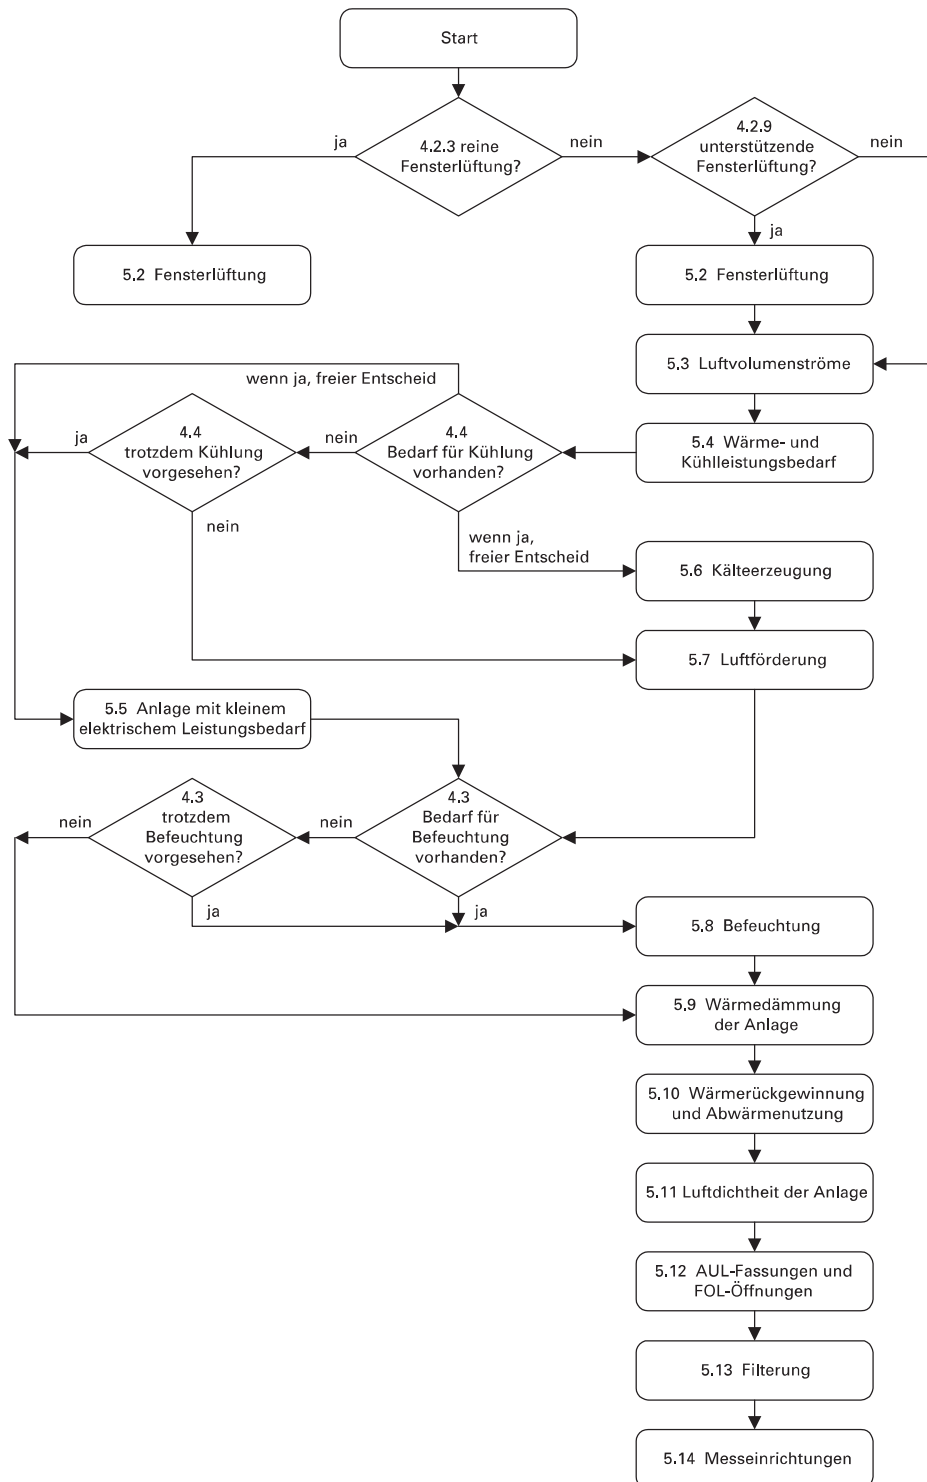 Start
4.2.3 reine
Fensterlüftung?
ja
nein
4.2.9
unterstützende
Fensterlüftung?
nein
ja
5.2 Fensterlüftung
5.2 Fensterlüftung
5.3 Luftvolumenströme
wenn ja, freier Entscheid
5.4 Wärme- und
Kühlleistungsbedarf
4.4
Bedarf für Kühlung
vorhanden?
nein
4.4
trotzdem Kühlung
vorgesehen?
ja
nein
wenn ja,
freier Entscheid
5.6 Kälteerzeugung
5.7 Luftförderung
5.5 Anlage mit kleinem
elektrischem Leistungsbedarf
4.3
Bedarf für
Befeuchtung
vorhanden?
nein
4.3
trotzdem
Befeuchtung
vorgesehen?
nein
ja
ja
5.8 Befeuchtung
5.9 Wärmedämmung
der Anlage
5.10 Wärmerückgewinnung
und Abwärmenutzung
5.11 Luftdichtheit der Anlage
5.12 AUL-Fassungen und
FOL-Öffnungen
5.13 Filterung
5.14 Messeinrichtungen